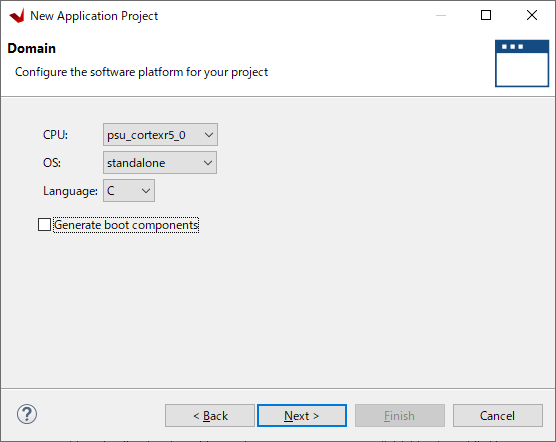 New Application Project
Domain
Configure the software platform for your project
CPU: psu_cortexr5_0
OS: standalone
Language: C
Generate boot components
?
< Back Next > Finish Cancel